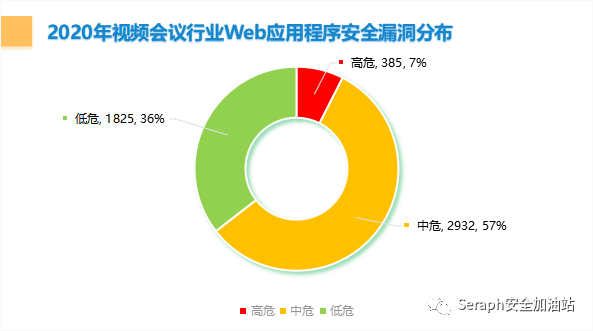 2020年视频会议行业Web应用程序安全漏洞分布
高危, 385, 7%
低危, 1825, 36%
中危, 2932, 57%
高危 中危 低危
Seraph安全加油站